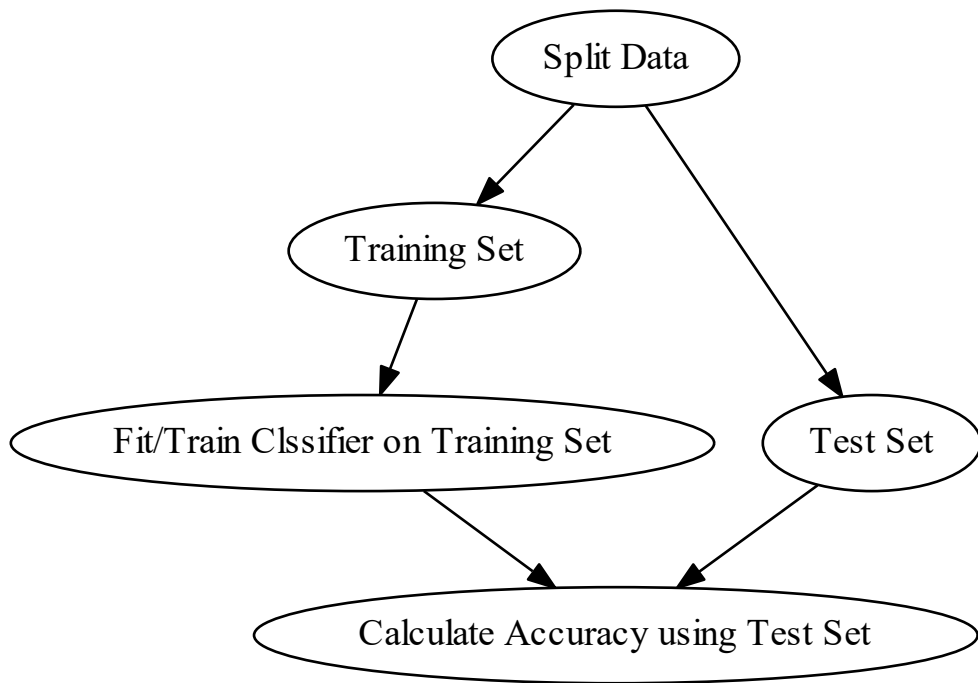 Split Data
Training Set
Fit/Train Clssifier on Training Set
Test Set
Calculate Accuracy using Test Set